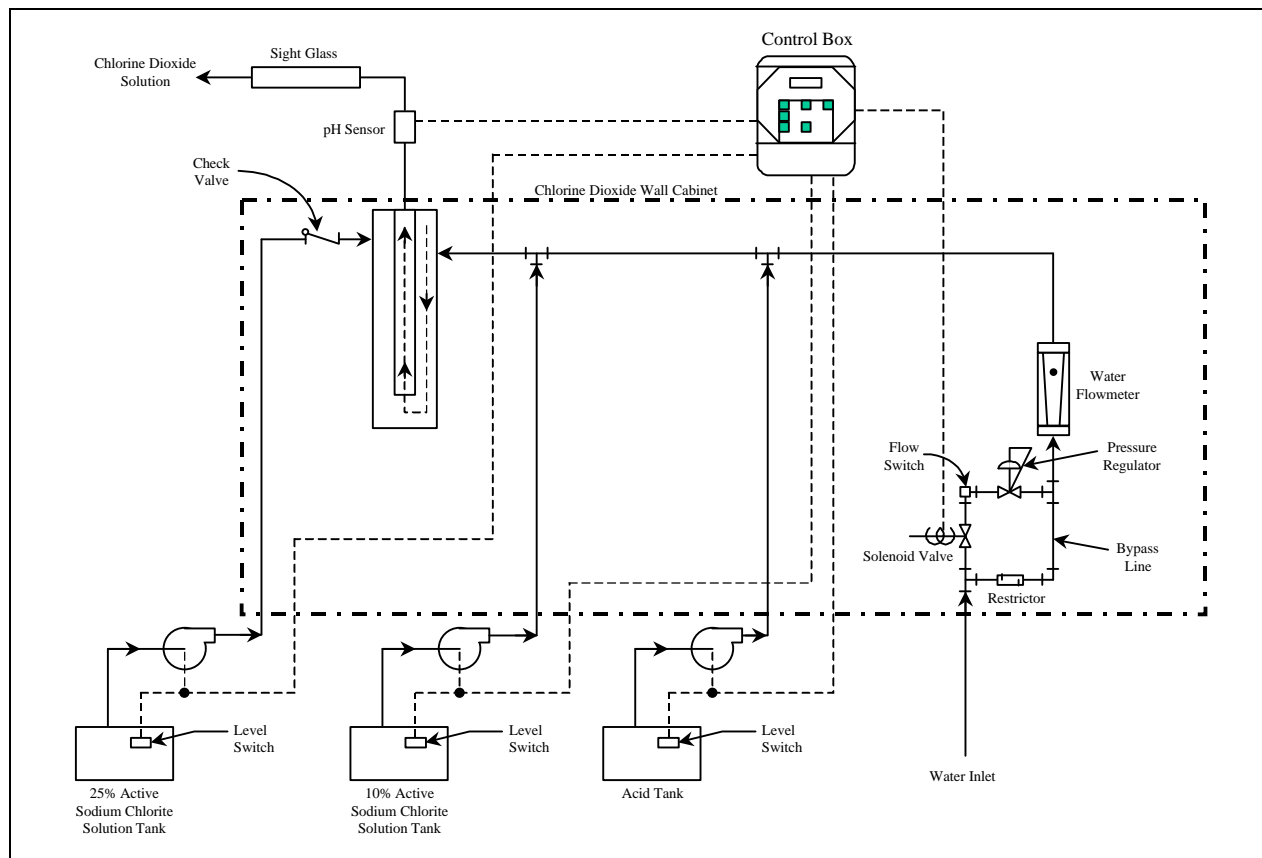 Control Box
Sight Glass
Chlorine Dioxide
Solution
pH Sensor
Check
Valve
Chlorine Dioxide Wall Cabinet
Water
Flowmeter
Flow
Switch
Pressure
Regulator
Solenoid Valve
Bypass
Line
Restrictor
Level
Switch
Level
Switch
Level
Switch
Water Inlet
25% Active
Sodium Chlorite
Solution Tank
10% Active
Sodium Chlorite
Solution Tank
Acid Tank